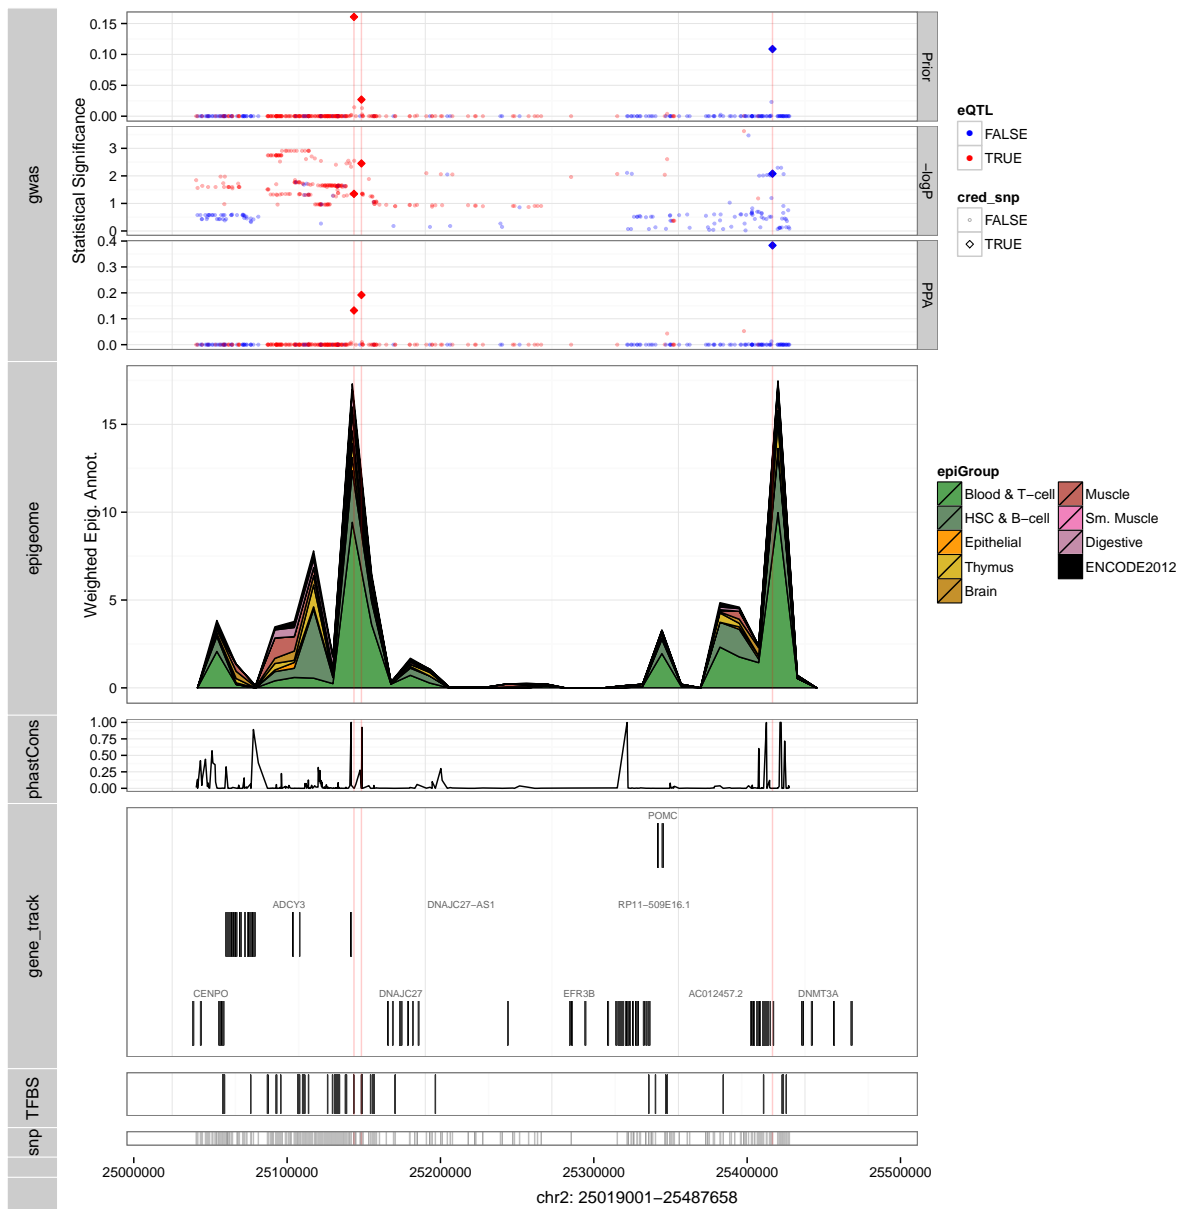 gwas
Statistical Significance
0.15
0.10
0.05
0.00
Prior
3
2
1
0
−logP
0.4
0.3
0.2
0.1
0.0
PPA
eQTL
FALSE
TRUE
cred_snp
FALSE
TRUE
epigeome
Weighted Epig. Annot.
15
10
5
0
epiGroup
Blood & T−cell
HSC & B−cell
Epithelial
Thymus
Brain
Muscle
Sm. Muscle
Digestive
ENCODE2012
phastCons
1.00
0.75
0.50
0.25
0.00
gene_track
POMC
ADCY3 DNAJC27−AS1 RP11−509E16.1
CENPO DNAJC27 EFR3B AC012457.2 DNMT3A
TFBS
snp
25000000 25100000 25200000 25300000 25400000 25500000
chr2: 25019001−25487658